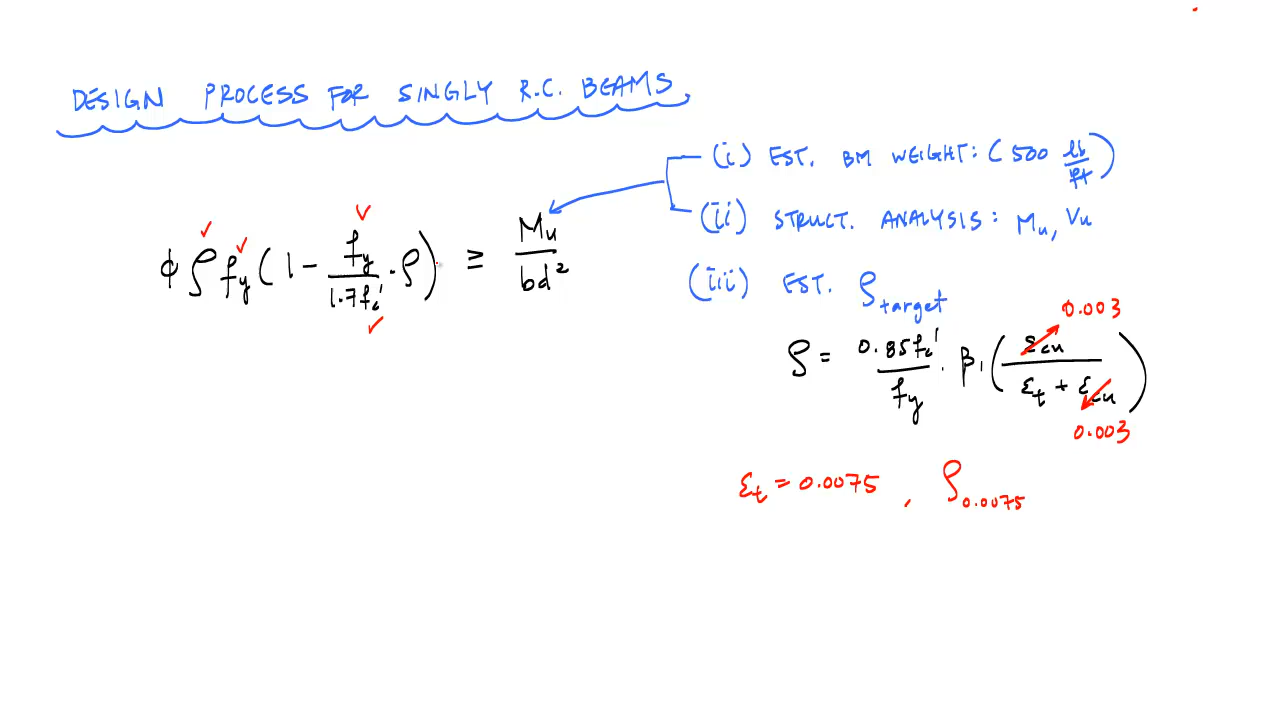 DESIGN PROCESS FOR SINGLY R.C. BEAMS
(i) EST. BM WEIGHT: (500 lb/ft)
(ii) STRUCT. ANALYSIS: Mu, Vu
ϕ ρ fy (1 - fy/1.7fc' · ρ) ≥ Mu/bd²
(iii) EST. ρtarget
0.003
ρ = 0.85fc'/fy · β1 (εcu/εt + εcu)
0.003
εt = 0.0075 , ρ0.0075